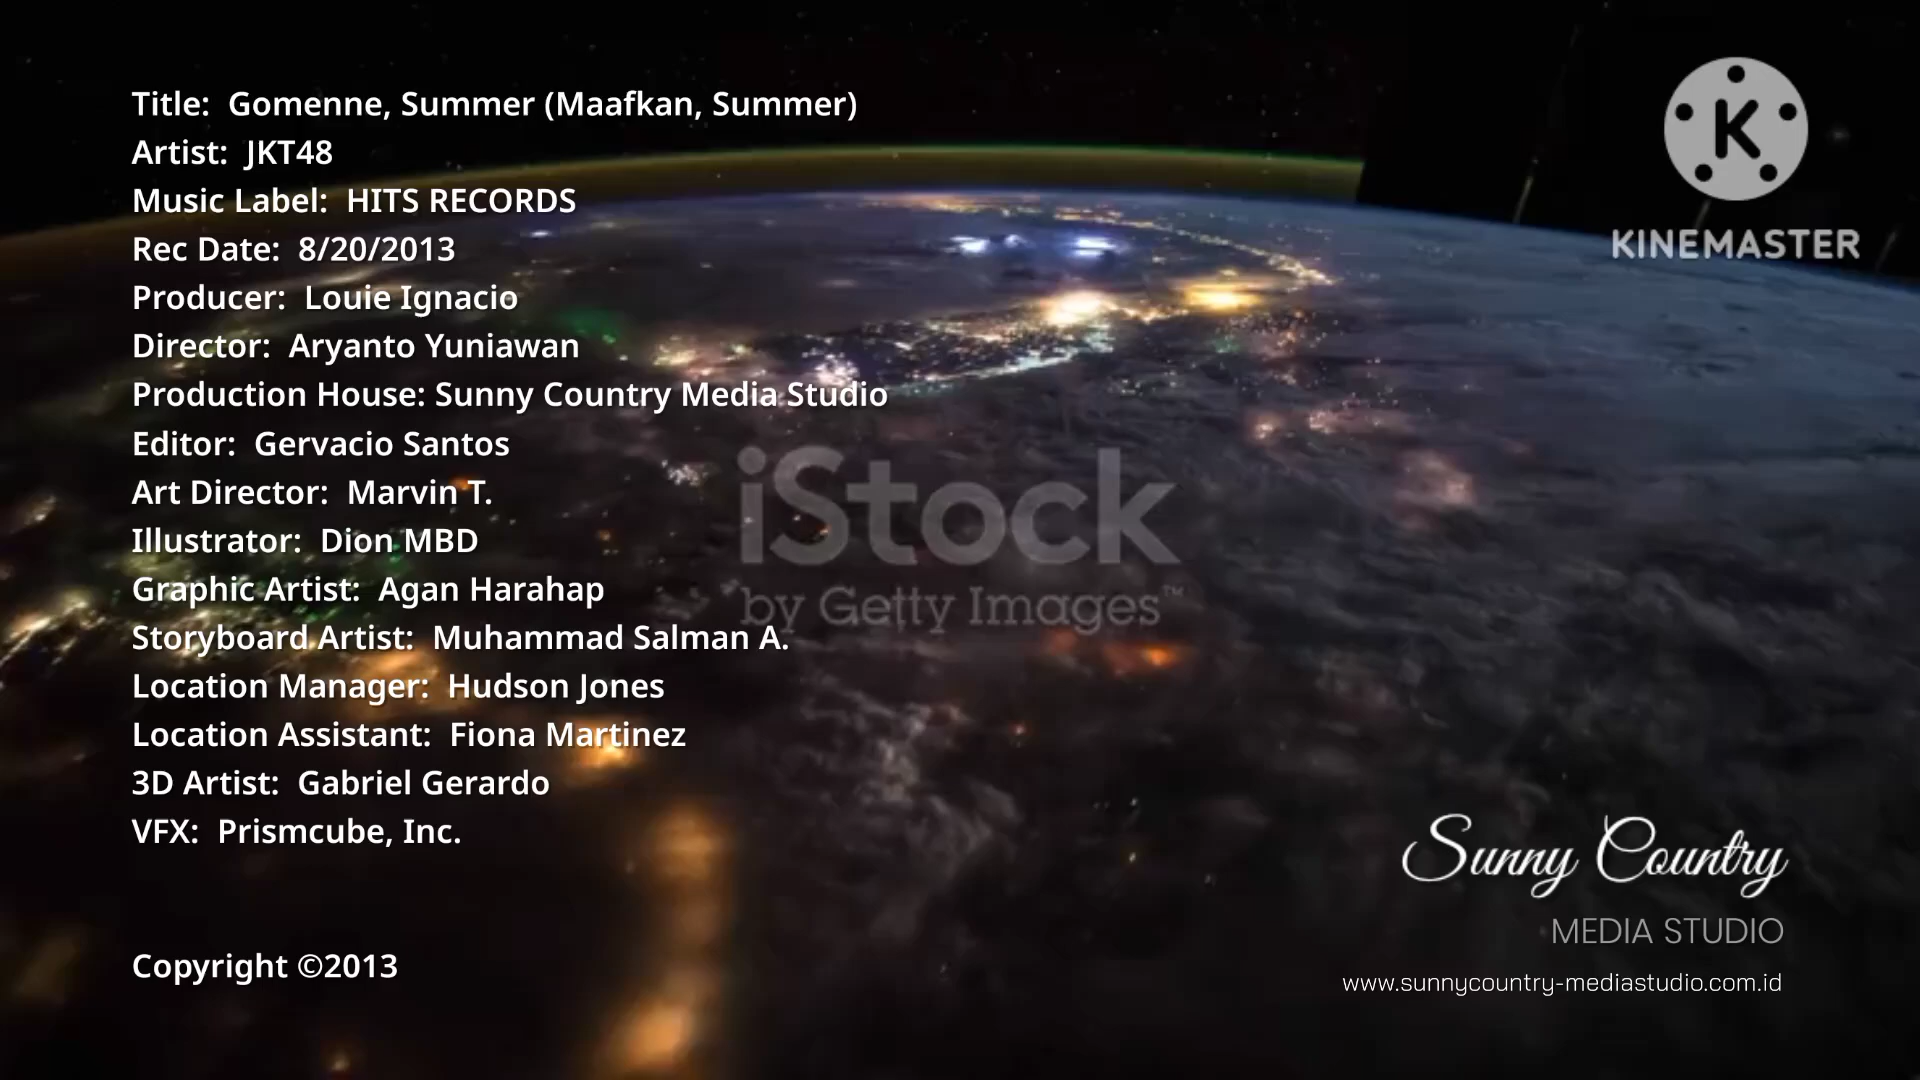 Title: Gomenne, Summer (Maafkan, Summer)
Artist: JKT48
Music Label: HITS RECORDS
Rec Date: 8/20/2013
Producer: Louie Ignacio
Director: Aryanto Yuniawan
Production House: Sunny Country Media Studio
Editor: Gervacio Santos
Art Director: Marvin T.
Illustrator: Dion MBD
Graphic Artist: Agan Harahap
Storyboard Artist: Muhammad Salman A.
Location Manager: Hudson Jones
Location Assistant: Fiona Martinez
3D Artist: Gabriel Gerardo
VFX: Prismcube, Inc.
Copyright ©2013
K
KINEMASTER
iStock
by Getty Images™
Sunny Country
MEDIA STUDIO
www.sunnycountry-mediastudio.com.id